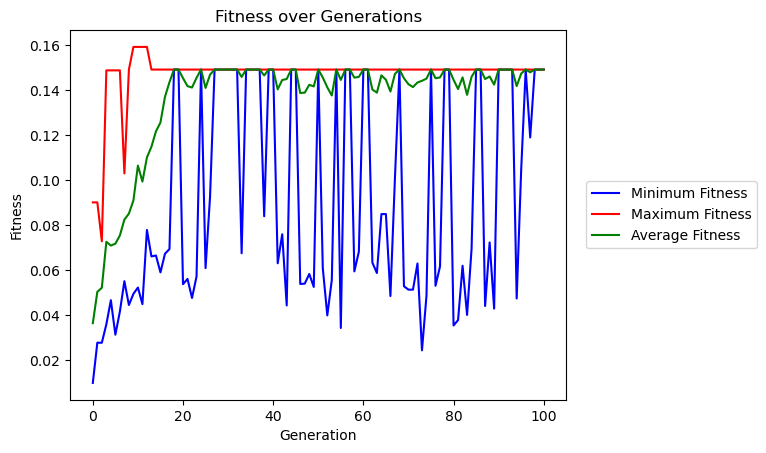 Fitness over Generations
0.16
0.14
0.12
0.10
0.08
0.06
0.04
0.02
Fitness
0
20
40
60
80
100
Generation
Minimum Fitness
Maximum Fitness
Average Fitness